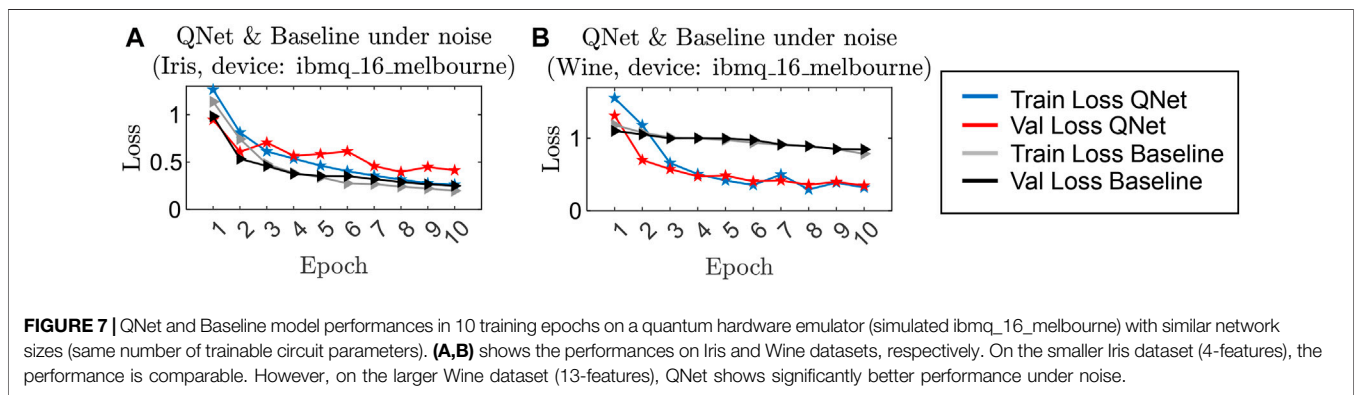 A QNet & Baseline under noise
(Iris, device: ibmq_16_melbourne)
Loss
1
0.5
0
1 2 3 4 5 6 7 8 9 10
Epoch
B QNet & Baseline under noise
(Wine, device: ibmq_16_melbourne)
Loss
1
0
1 2 3 4 5 6 7 8 9 10
Epoch
Train Loss QNet
Val Loss QNet
Train Loss Baseline
Val Loss Baseline
FIGURE 7 | QNet and Baseline model performances in 10 training epochs on a quantum hardware emulator (simulated ibmq_16_melbourne) with similar network
sizes (same number of trainable circuit parameters). (A,B) shows the performances on Iris and Wine datasets, respectively. On the smaller Iris dataset (4-features), the
performance is comparable. However, on the larger Wine dataset (13-features), QNet shows significantly better performance under noise.